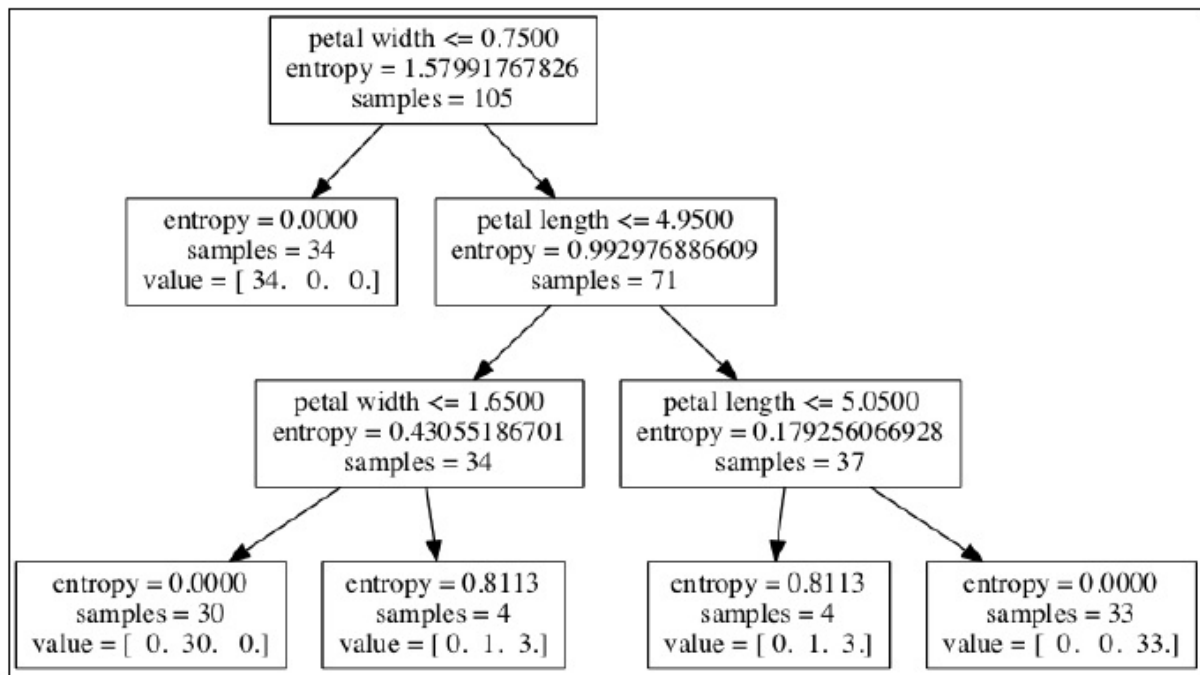 petal width <= 0.7500
entropy = 1.57991767826
samples = 105
entropy = 0.0000
samples = 34
value = [ 34. 0. 0.]
petal length <= 4.9500
entropy = 0.992976886609
samples = 71
petal width <= 1.6500
entropy = 0.43055186701
samples = 34
petal length <= 5.0500
entropy = 0.179256066928
samples = 37
entropy = 0.0000
samples = 30
value = [ 0. 30. 0.]
entropy = 0.8113
samples = 4
value = [ 0. 1. 3.]
entropy = 0.8113
samples = 4
value = [ 0. 1. 3.]
entropy = 0.0000
samples = 33
value = [ 0. 0. 33.]